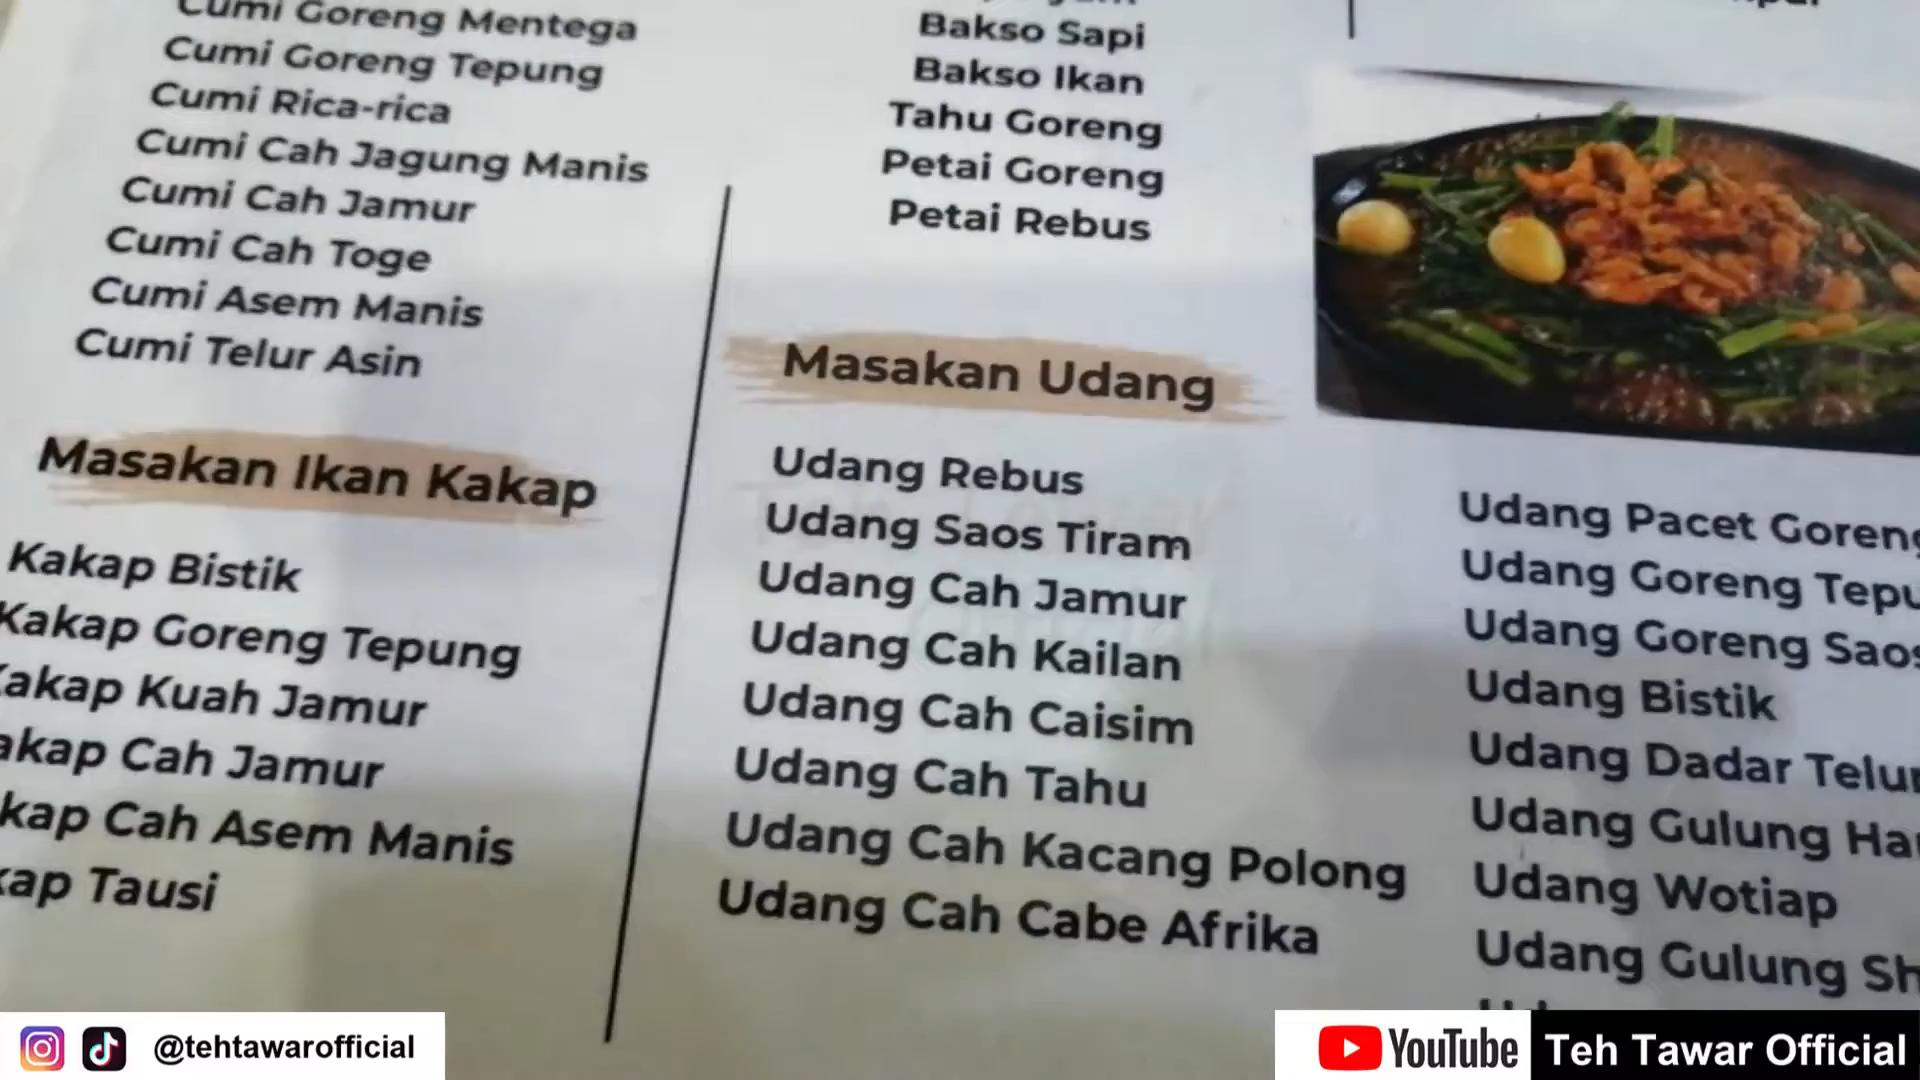 Cumi Goreng Mentega
Cumi Goreng Tepung
Cumi Rica-rica
Cumi Cah Jagung Manis
Cumi Cah Jamur
Cumi Cah Toge
Cumi Asem Manis
Cumi Telur Asin
Masakan Ikan Kakap
Kakap Bistik
Kakap Goreng Tepung
Kakap Kuah Jamur
akap Cah Jamur
kap Cah Asem Manis
kap Tausi
Bakso Sapi
Bakso Ikan
Tahu Goreng
Petai Goreng
Petai Rebus
Masakan Udang
Udang Rebus
Udang Saos Tiram
Udang Cah Jamur
Udang Cah Kailan
Udang Cah Caisim
Udang Cah Tahu
Udang Cah Kacang Polong
Udang Cah Cabe Afrika
Udang Pacet Goreng
Udang Goreng Tepu
Udang Goreng Saos
Udang Bistik
Udang Dadar Telur
Udang Gulung Ha
Udang Wotiap
Udang Gulung Sh
@tehtawarofficial
YouTube Teh Tawar Official